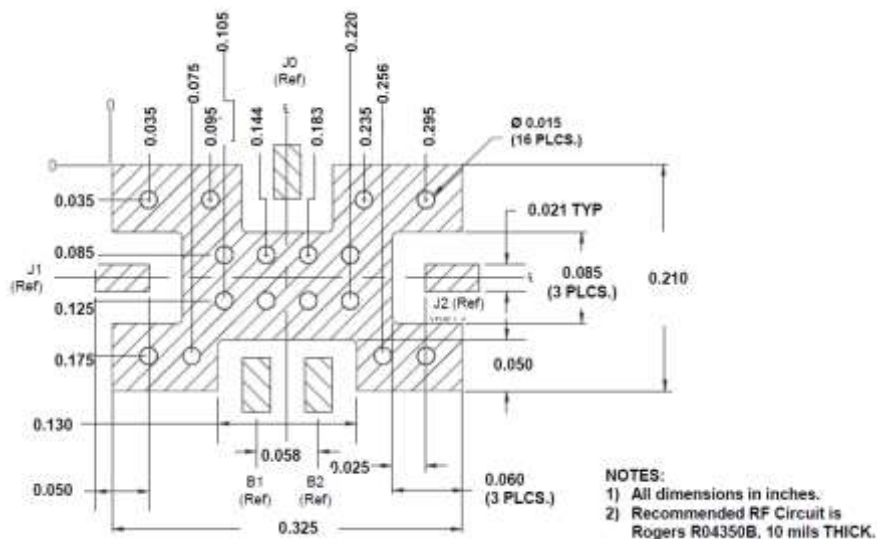 0.105
0.220
J0
(Ref)
0.075
0.256
0
0.035
0.095
0.144
0.183
0.235
0.295
Ø 0.015
(16 PLCS.)
0
0.035
0.021 TYP
0.085
J1
(Ref)
0.085
(3 PLCS.)
0.210
0.125
J2 (Ref)
0.175
0.050
0.130
0.058
0.025
0.050
B1
(Ref)
B2
(Ref)
0.060
(3 PLCS.)
0.325
NOTES:
1) All dimensions in inches.
2) Recommended RF Circuit is
Rogers R04350B, 10 mils THICK.